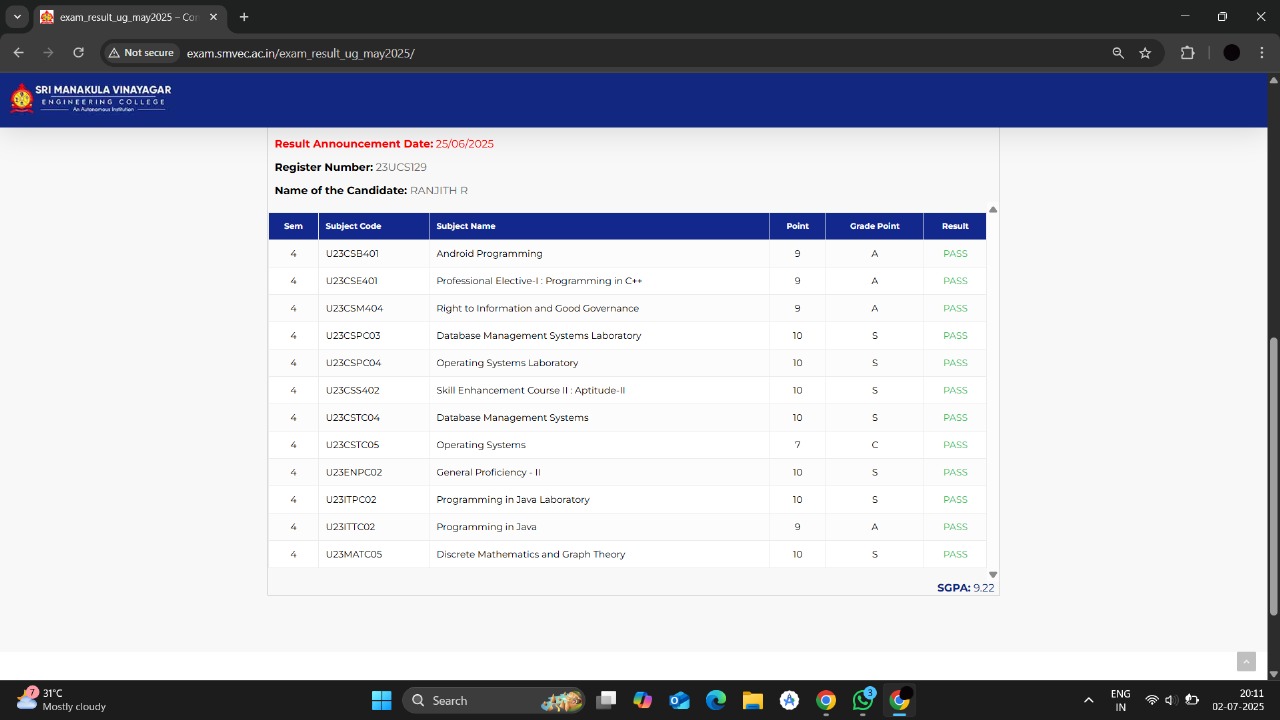 exam_result_ug_may2025 – Co
Not secure exam.smvec.ac.in/exam_result_ug_may2025/
SRI MANAKULA VINAYAGAR
ENGINEERING COLLEGE
An Autonomous Institution
Result Announcement Date: 25/06/2025
Register Number: 23UCS129
Name of the Candidate: RANJITH R
Sem Subject Code Subject Name Point Grade Point Result
4 U23CSB401 Android Programming 9 A PASS
4 U23CSE401 Professional Elective-I : Programming in C++ 9 A PASS
4 U23CSM404 Right to Information and Good Governance 9 A PASS
4 U23CSPC03 Database Management Systems Laboratory 10 S PASS
4 U23CSPC04 Operating Systems Laboratory 10 S PASS
4 U23CSS402 Skill Enhancement Course II : Aptitude-II 10 S PASS
4 U23CSTC04 Database Management Systems 10 S PASS
4 U23CSTC05 Operating Systems 7 C PASS
4 U23ENPC02 General Proficiency - II 10 S PASS
4 U23ITPC02 Programming in Java Laboratory 10 S PASS
4 U23ITTC02 Programming in Java 9 A PASS
4 U23MATC05 Discrete Mathematics and Graph Theory 10 S PASS
SGPA: 9.22
7 31°C
Mostly cloudy
Search
3
ENG
IN
20:11
02-07-2025